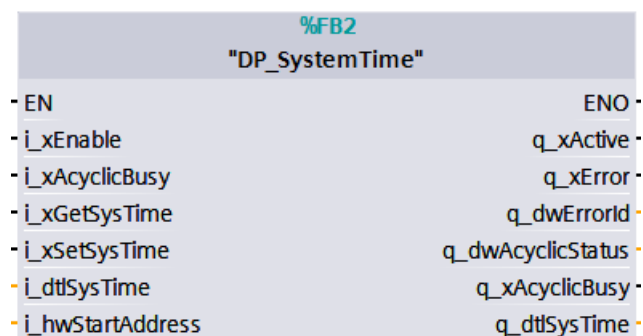 %FB2
"DP_SystemTime"
EN ENO
i_xEnable q_xActive
i_xAcyclicBusy q_xError
i_xGetSysTime q_dwErrorId
i_xSetSysTime q_dwAcyclicStatus
i_dtlSysTime q_xAcyclicBusy
i_hwStartAddress q_dtlSysTime